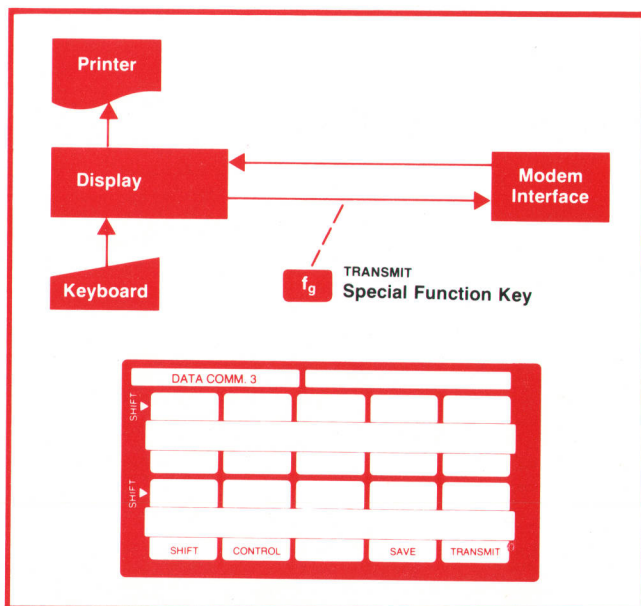 Printer
Display
Modem
Interface
Keyboard
f9
TRANSMIT
Special Function Key
DATA COMM. 3
SHIFT
SHIFT
SHIFT CONTROL SAVE TRANSMIT